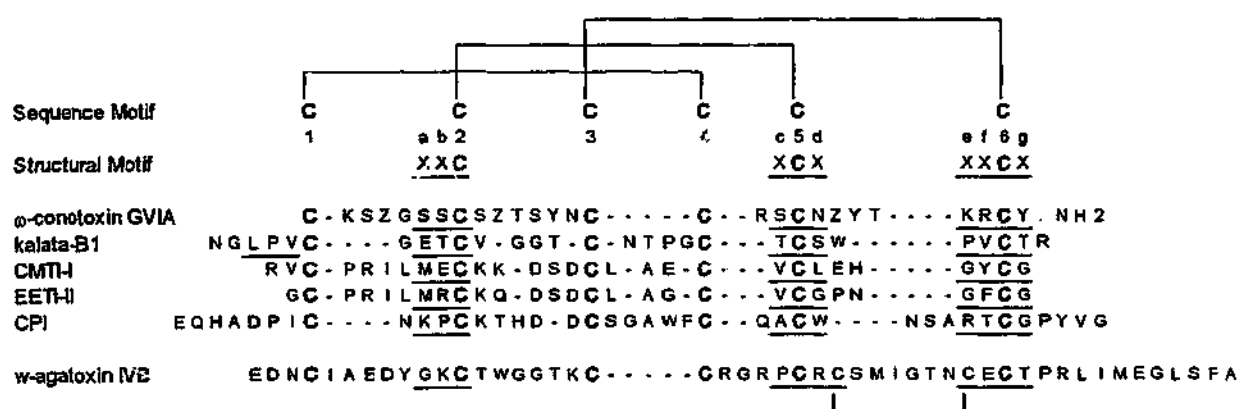 Sequence Motif C C C C C C
1 a b 2 3 4 c 5 d e f 6 g
Structural Motif XXC XCX XXCX
ω-conotoxin GVIA C-KSZGSSCSZTSYNC-----C--RSCNZYT-----KRCY.NH2
kalata-B1 NGLPVC----GETCV-GGT-C-NTPGC--TCSW------PVCTR
CMTI-I RVC-PRILMECKK-DSDCL-AE-C---VCLEH------GYCG
EETI-II GC-PRILMRCKQ-DSDCL-AG-C---VCGPN-----GFCG
CPI EQHADPIC----NKPCKTHD-DCSGAWFC--QACW----NSARTCGPYVG
w-agatoxin IVB EDNCIAEDYGKCTWGGTKC-----CRGRPCRCSMIGTNCECTPRLIMEGLSFA